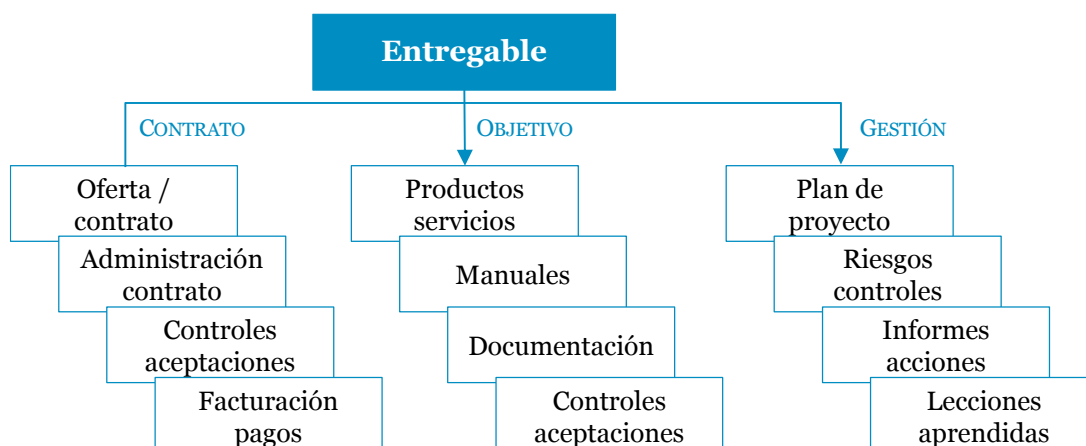 Entregable
CONTRATO
OBJETIVO
GESTIÓN
Oferta /
contrato
Administración
contrato
Controles
aceptaciones
Facturación
pagos
Productos
servicios
Manuales
Documentación
Controles
aceptaciones
Plan de
proyecto
Riesgos
controles
Informes
acciones
Lecciones
aprendidas